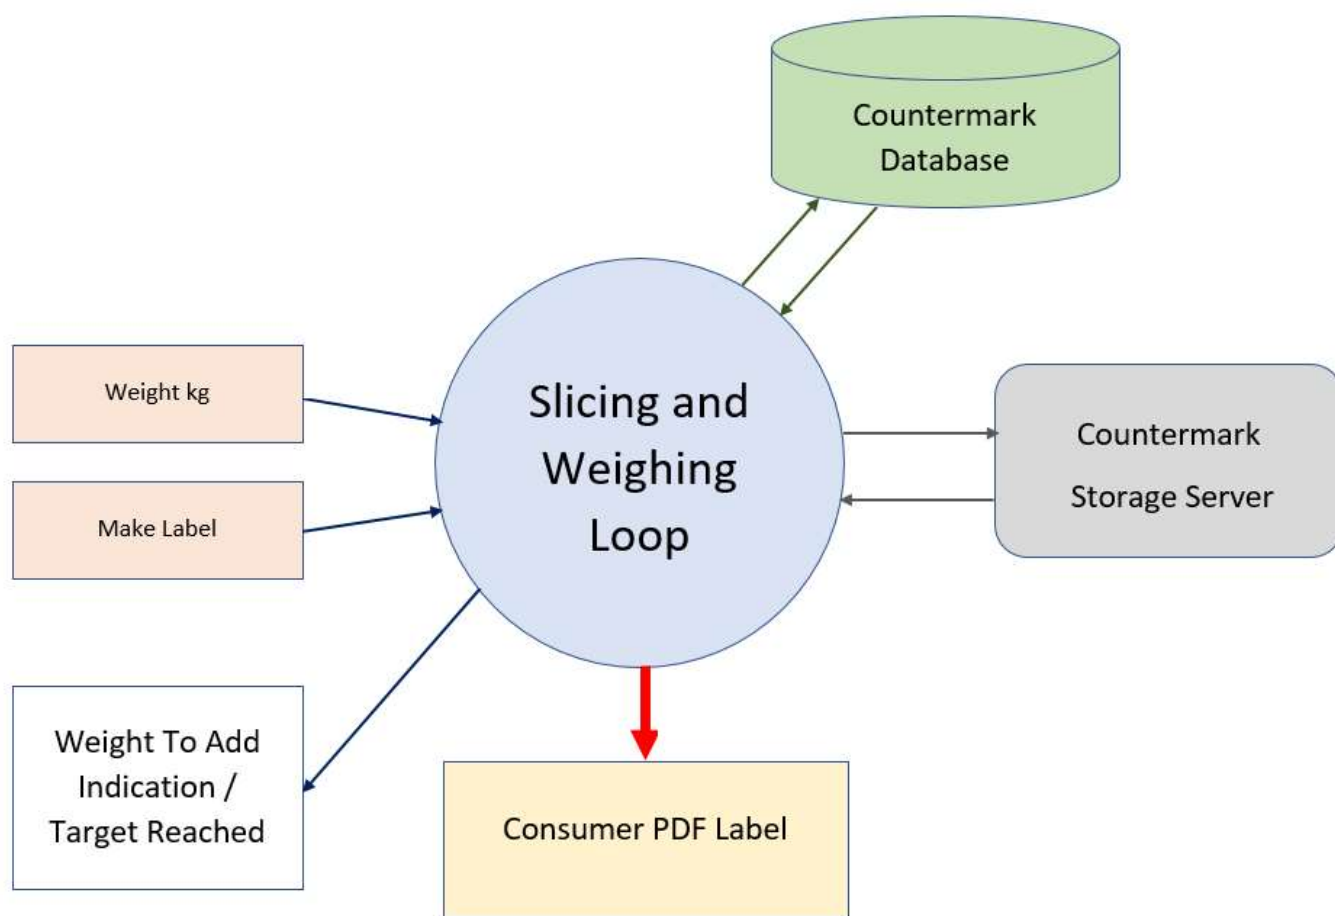 Countermark
Database
Weight kg
Slicing and
Weighing
Loop
Countermark
Storage Server
Make Label
Weight To Add
Indication /
Target Reached
Consumer PDF Label